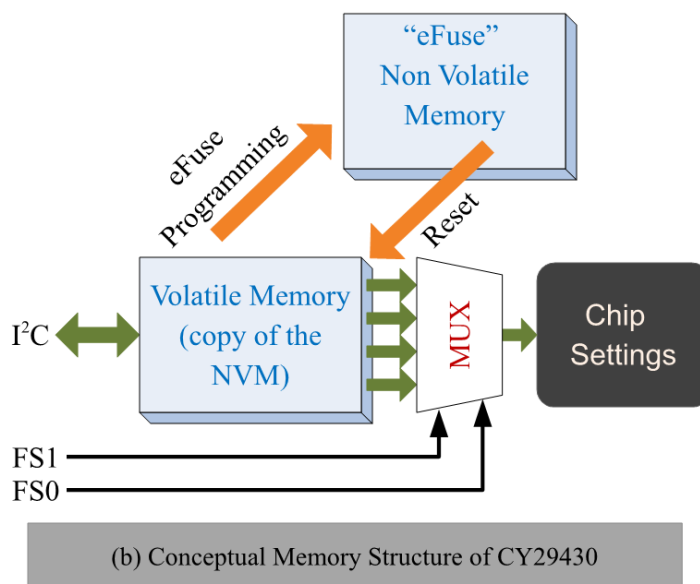 “eFuse”
Non Volatile
Memory
eFuse
Programming
Reset
Volatile Memory
(copy of the
NVM)
I²C
MUX
Chip
Settings
FS1
FS0
(b) Conceptual Memory Structure of CY29430